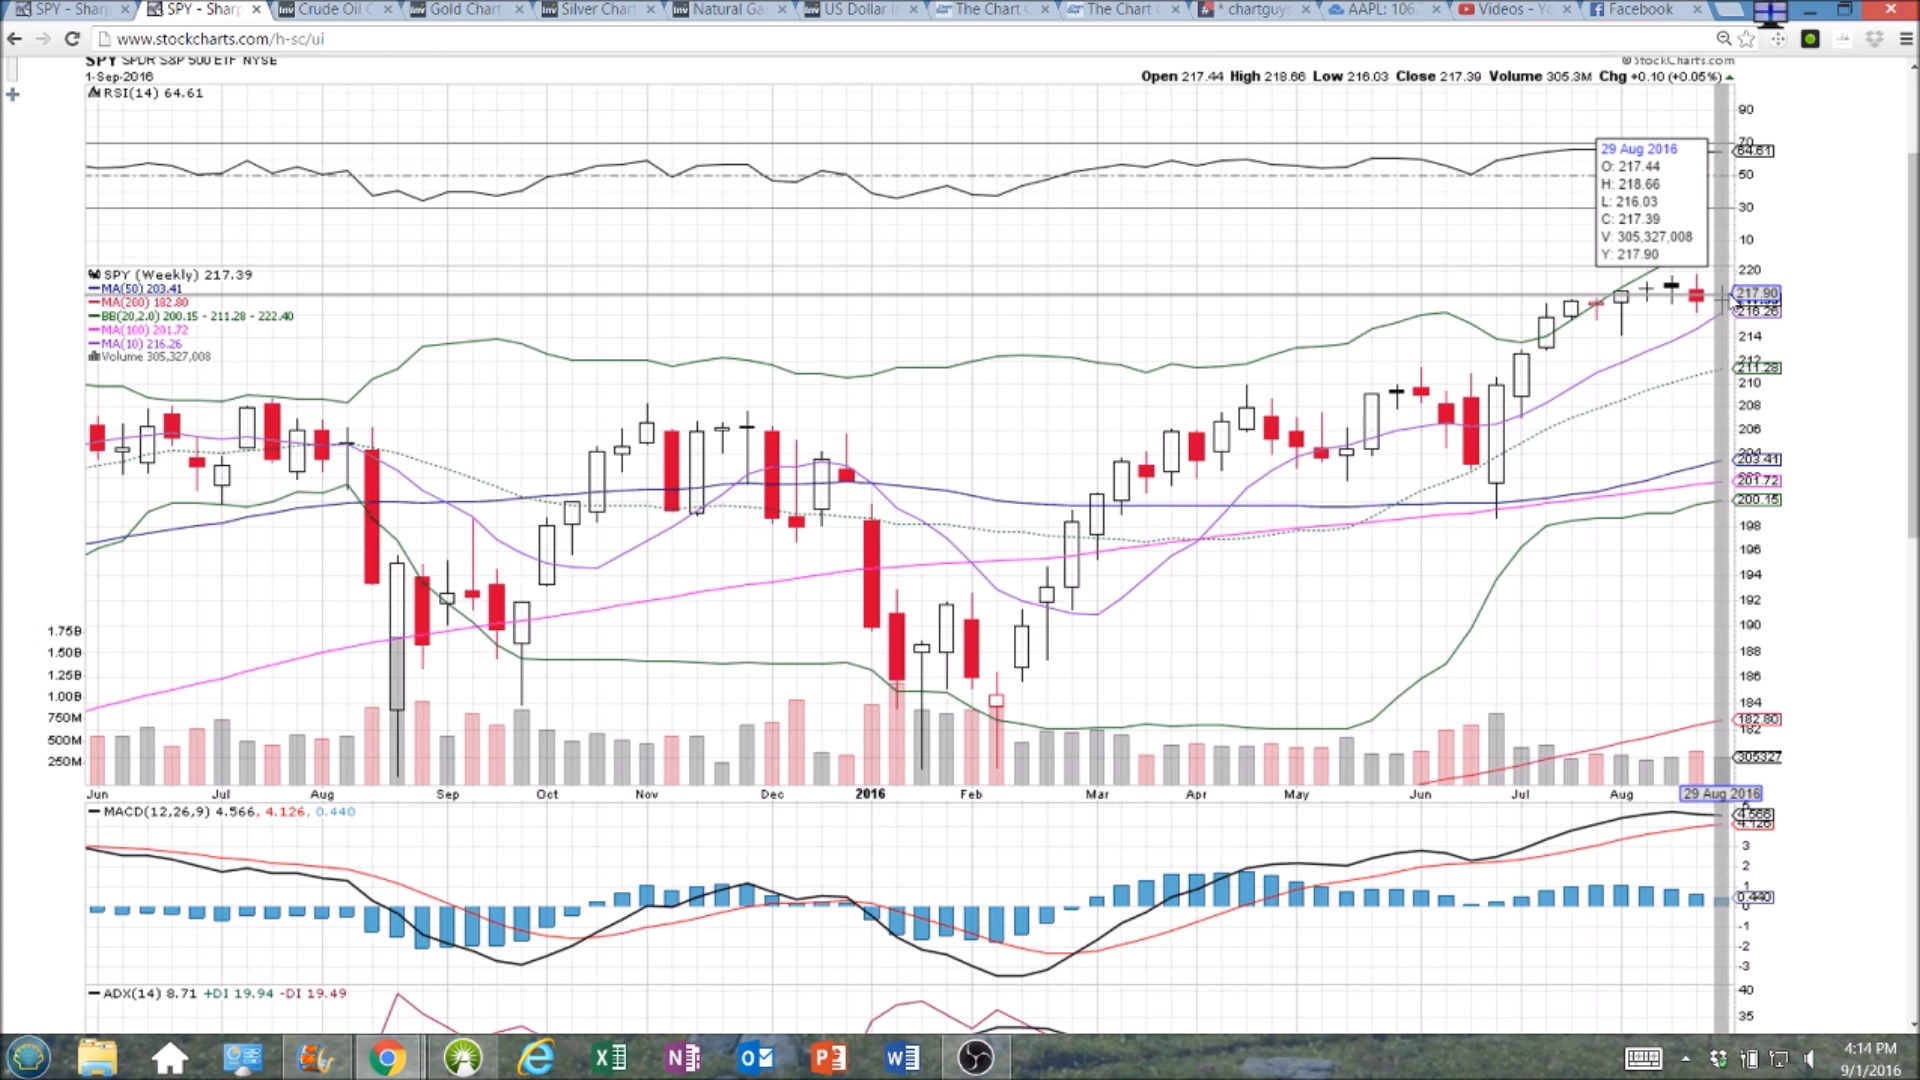 SPY - Shar
SPY - Shar
Crude Oil C
Gold Chart
Silver Chart
Natural Ga
US Dollar I
The Chart
The Chart
* chartguys
AAPL: 106.
Videos - Yo
Facebook
www.stockcharts.com/h-sc/ui
SPY SPDR S&P 500 ETF NYSE
© StockCharts.com
1-Sep-2016
Open 217.44 High 218.66 Low 216.03 Close 217.39 Volume 305.3M Chg +0.10 (+0.05%)
RSI(14) 64.61
90
70
64.61
50
30
10
29 Aug 2016
O: 217.44
H: 218.66
L: 216.03
C: 217.39
V: 305,327,008
Y: 217.90
SPY (Weekly) 217.39
MA(50) 203.41
MA(200) 182.80
BB(20,2.0) 200.15 - 211.28 - 222.40
MA(100) 201.72
MA(10) 216.26
Volume 305,327,008
220
217.90
216.26
214
212
211.28
210
208
206
204
203.41
201.72
200.15
198
196
194
192
190
188
186
184
182.80
182
305327
1.75B
1.50B
1.25B
1.00B
750M
500M
250M
Jun Jul Aug Sep Oct Nov Dec 2016 Feb Mar Apr May Jun Jul Aug 29 Aug 2016
MACD(12,26,9) 4.566, 4.126, 0.440
4.566
4.126
3
2
1
0.440
0
-1
-2
-3
ADX(14) 8.71 +DI 19.94 -DI 19.49
40
35
4:14 PM
9/1/2016